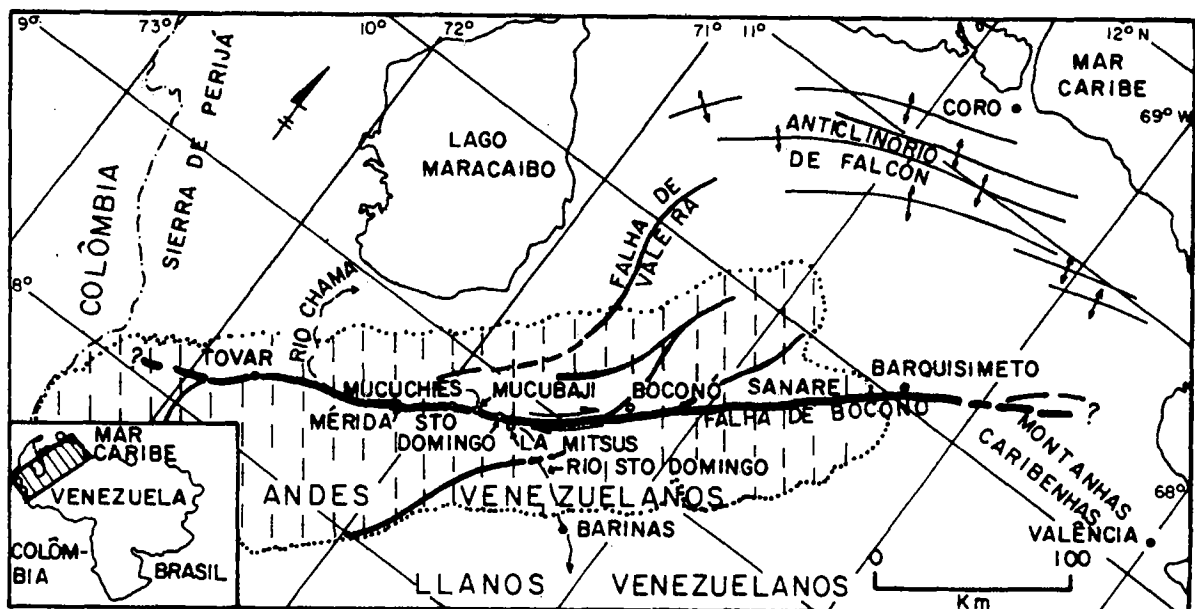 9°
73°
10°
72°
71°
11°
12° N
MAR
CARIBE
CORO
69° W
SIERRA DE PERIJÁ
COLÔMBIA
LAGO
MARACAIBO
ANTICLINÓRIO
DE FALCÓN
FALHA DE
VALEIRA
8°
RIO CHAMA
?
TOVAR
MUCUCHIES
MUCUBAJI
BOCONÓ
SANARE
BARQUISIMETO
MÉRIDA
STO
DOMINGO
LA MITSUS
FALHA DE BOCONO
?
RIO STO DOMINGO
MONTANHAS
CARIBENHAS
ANDES VENEZUELANOS
68°
BARINAS
VALÊNCIA
LLANOS VENEZUELANOS
0 100
Km
MAR
CARIBE
VENEZUELA
COLÔM-
BIA
BRASIL